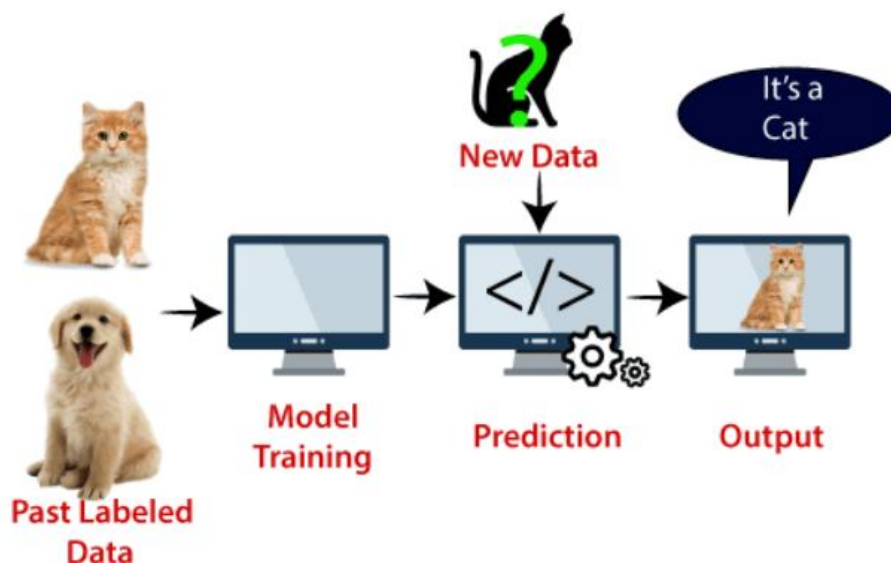 ?
New Data
It's a
Cat
</>
Model
Training
Prediction
Output
Past Labeled
Data